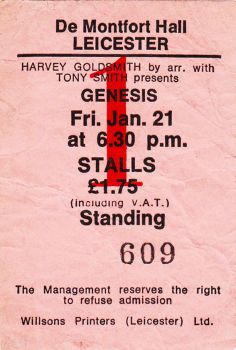 De Montfort Hall
LEICESTER
HARVEY GOLDSMITH by arr. with
TONY SMITH presents
1
GENESIS
Fri. Jan. 21
at 6.30 p.m.
STALLS
£1.75
(including V.A.T.)
Standing
609
The Management reserves the right
to refuse admission
Willsons Printers (Leicester) Ltd.